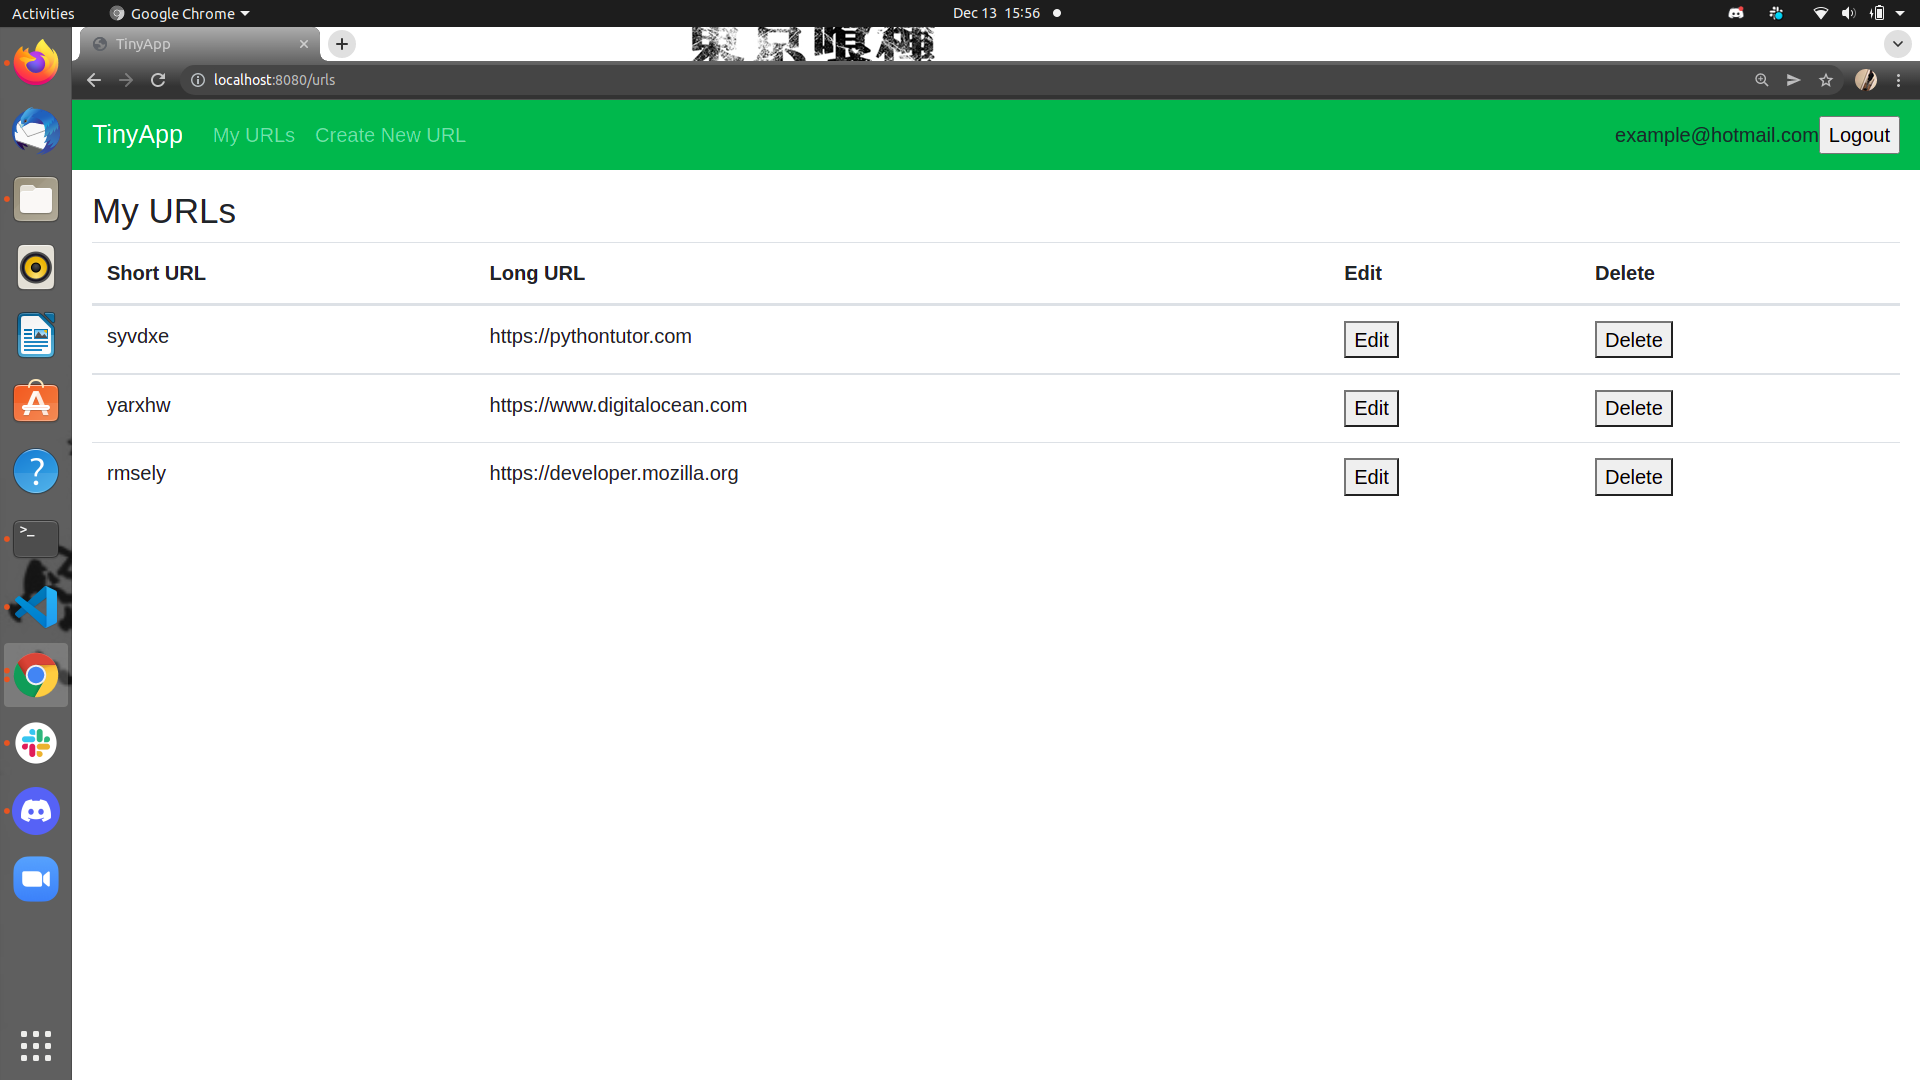 Activities Google Chrome Dec 13 15:56
TinyApp
localhost:8080/urls
TinyApp My URLs Create New URL example@hotmail.com Logout
My URLs
Short URL Long URL Edit Delete
syvdxe https://pythontutor.com Edit Delete
yarxhw https://www.digitalocean.com Edit Delete
rmsely https://developer.mozilla.org Edit Delete